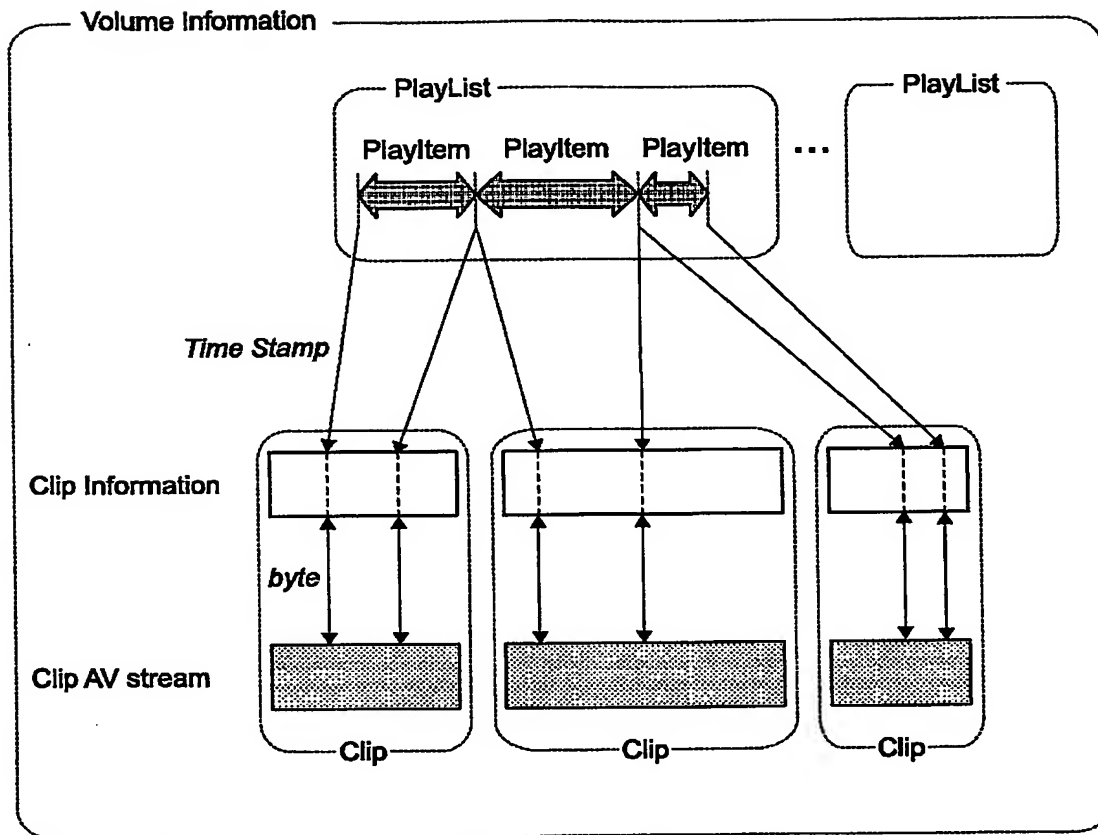 Volume Information
PlayList
PlayList
PlayItem PlayItem PlayItem
...
Time Stamp
Clip Information
byte
Clip AV stream
Clip Clip Clip